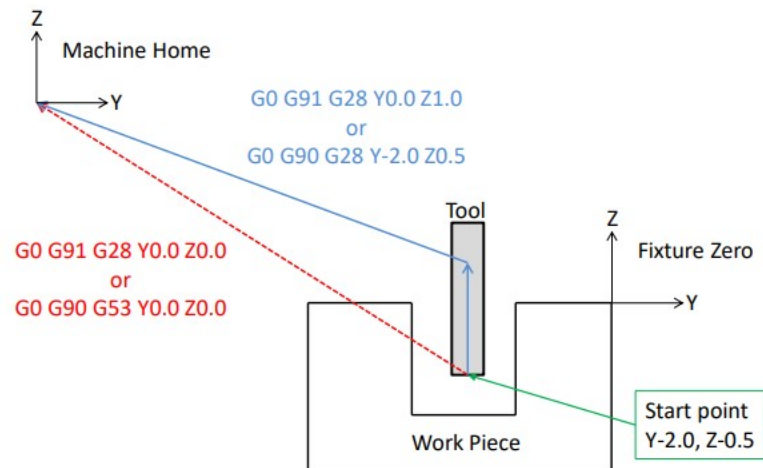 Z
Machine Home
Y
G0 G91 G28 Y0.0 Z1.0
or
G0 G90 G28 Y-2.0 Z0.5
Tool
Z
G0 G91 G28 Y0.0 Z0.0
or
G0 G90 G53 Y0.0 Z0.0
Fixture Zero
Y
Start point
Y-2.0, Z-0.5
Work Piece